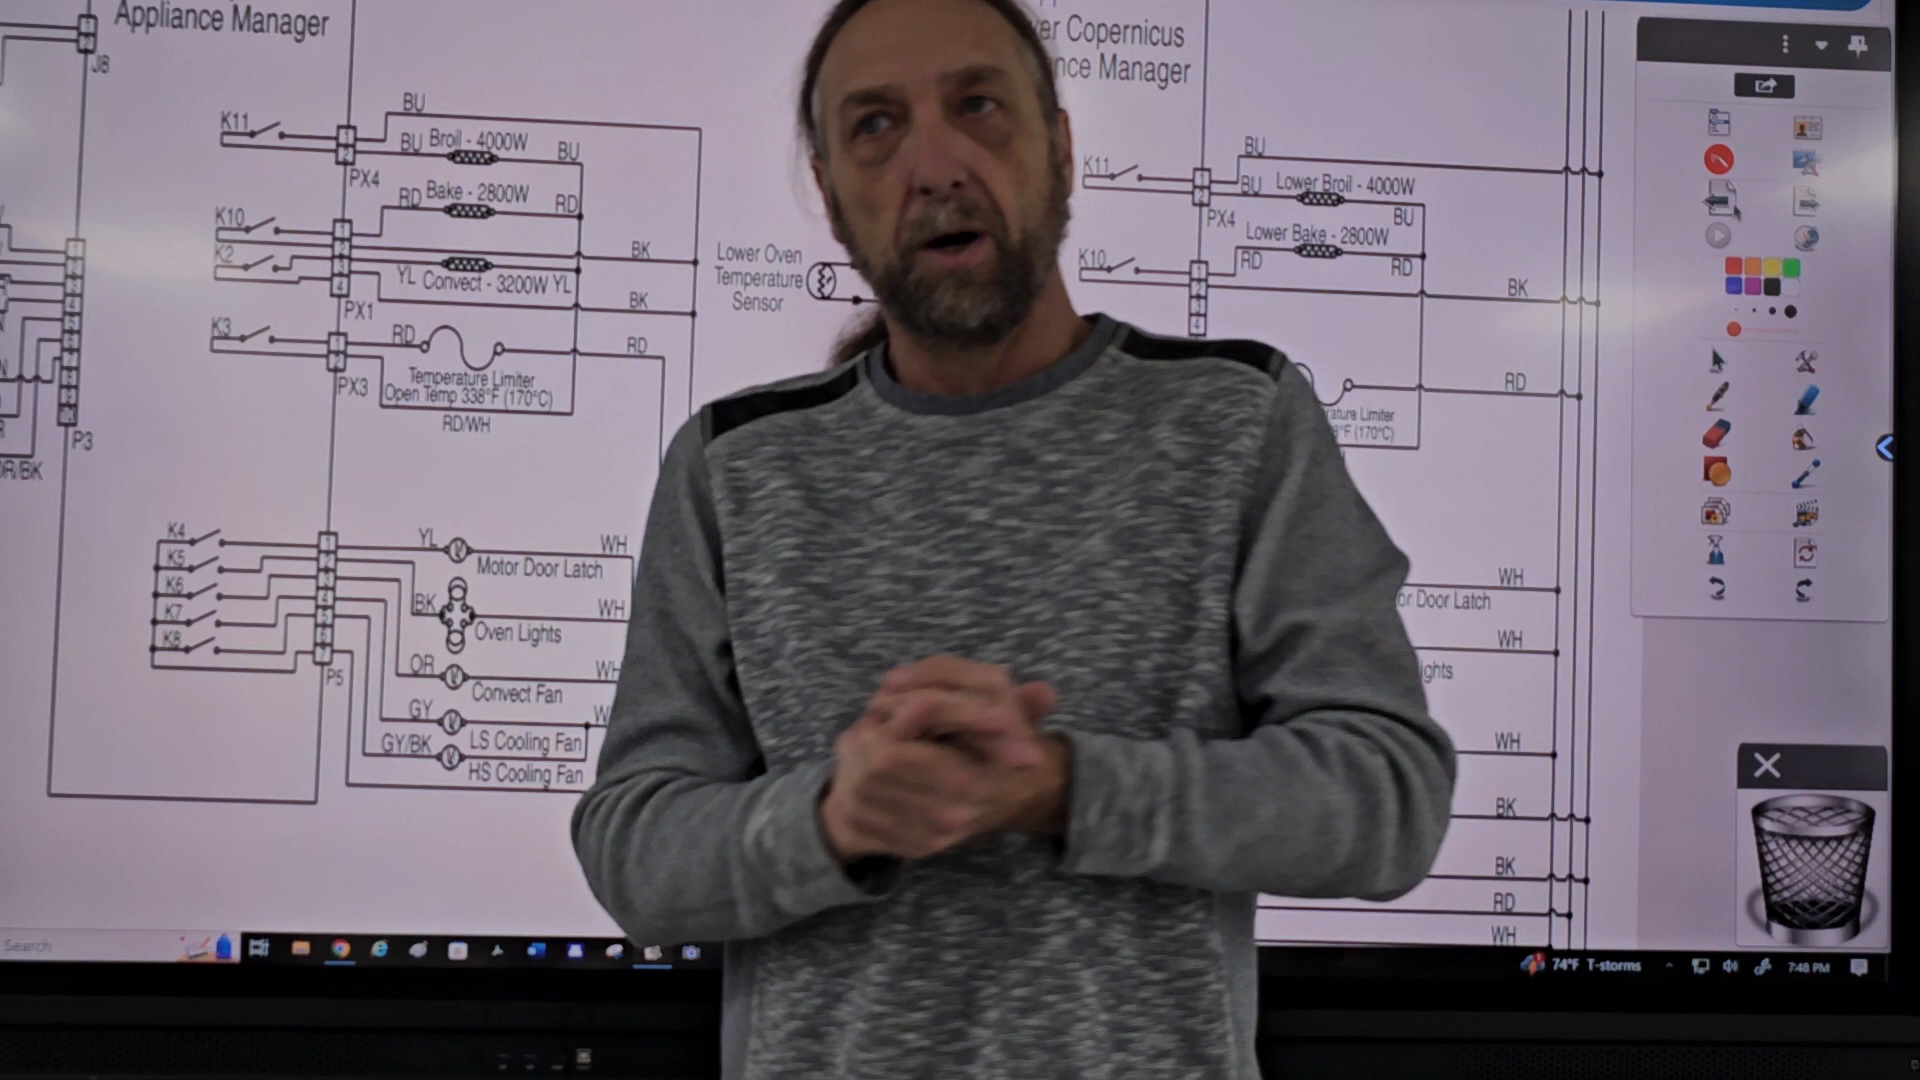 Appliance Manager
J8
K11
BU
BU
Broil - 4000W
BU
PX4
RD
Bake - 2800W
RD
K10
K2
BK
YL
Convect - 3200W
YL
BK
PX1
K3
RD
RD
Temperature Limiter
Open Temp 338°F (170°C)
PX3
RD/WH
P3
OR/BK
K4
K5
K6
K7
K8
YL
WH
Motor Door Latch
BK
WH
Oven Lights
OR
WH
Convect Fan
GY
LS Cooling Fan
GY/BK
HS Cooling Fan
P5
Copernicus
Manager
K11
BU
BU
Lower Broil - 4000W
BU
PX4
Lower Bake - 2800W
RD
RD
K10
BK
Lower Oven
Temperature
Sensor
RD
Limiter
(170°C)
WH
Door Latch
WH
WH
BK
BK
RD
WH
Search
74°F T-storms
7:48 PM